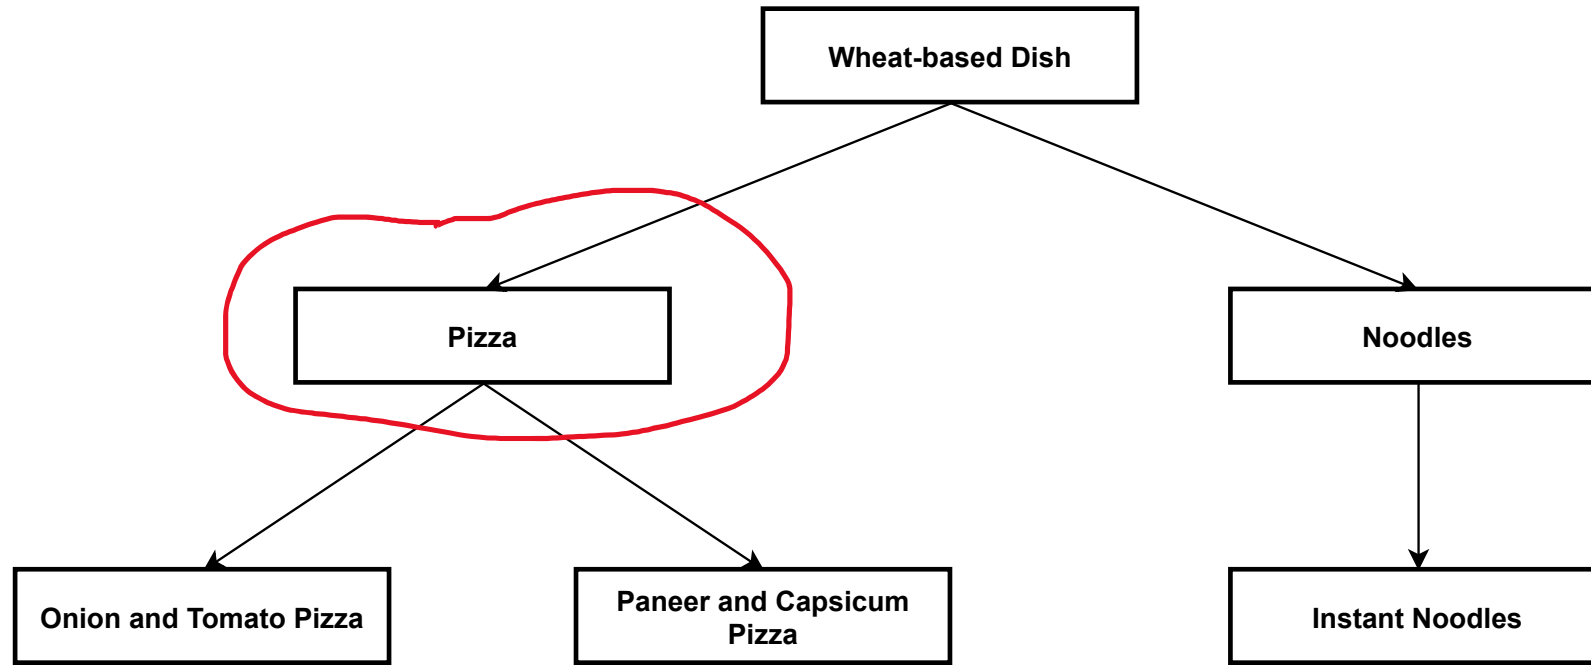 Wheat-based Dish
Pizza
Noodles
Onion and Tomato Pizza
Paneer and Capsicum
Pizza
Instant Noodles